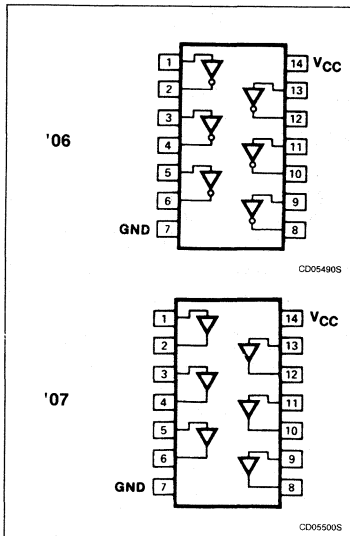 '06
1 14 VCC
2 13
3 12
4 11
5 10
6 9
GND 7 8
CD05490S
'07
1 14 VCC
2 13
3 12
4 11
5 10
6 9
GND 7 8
CD05500S